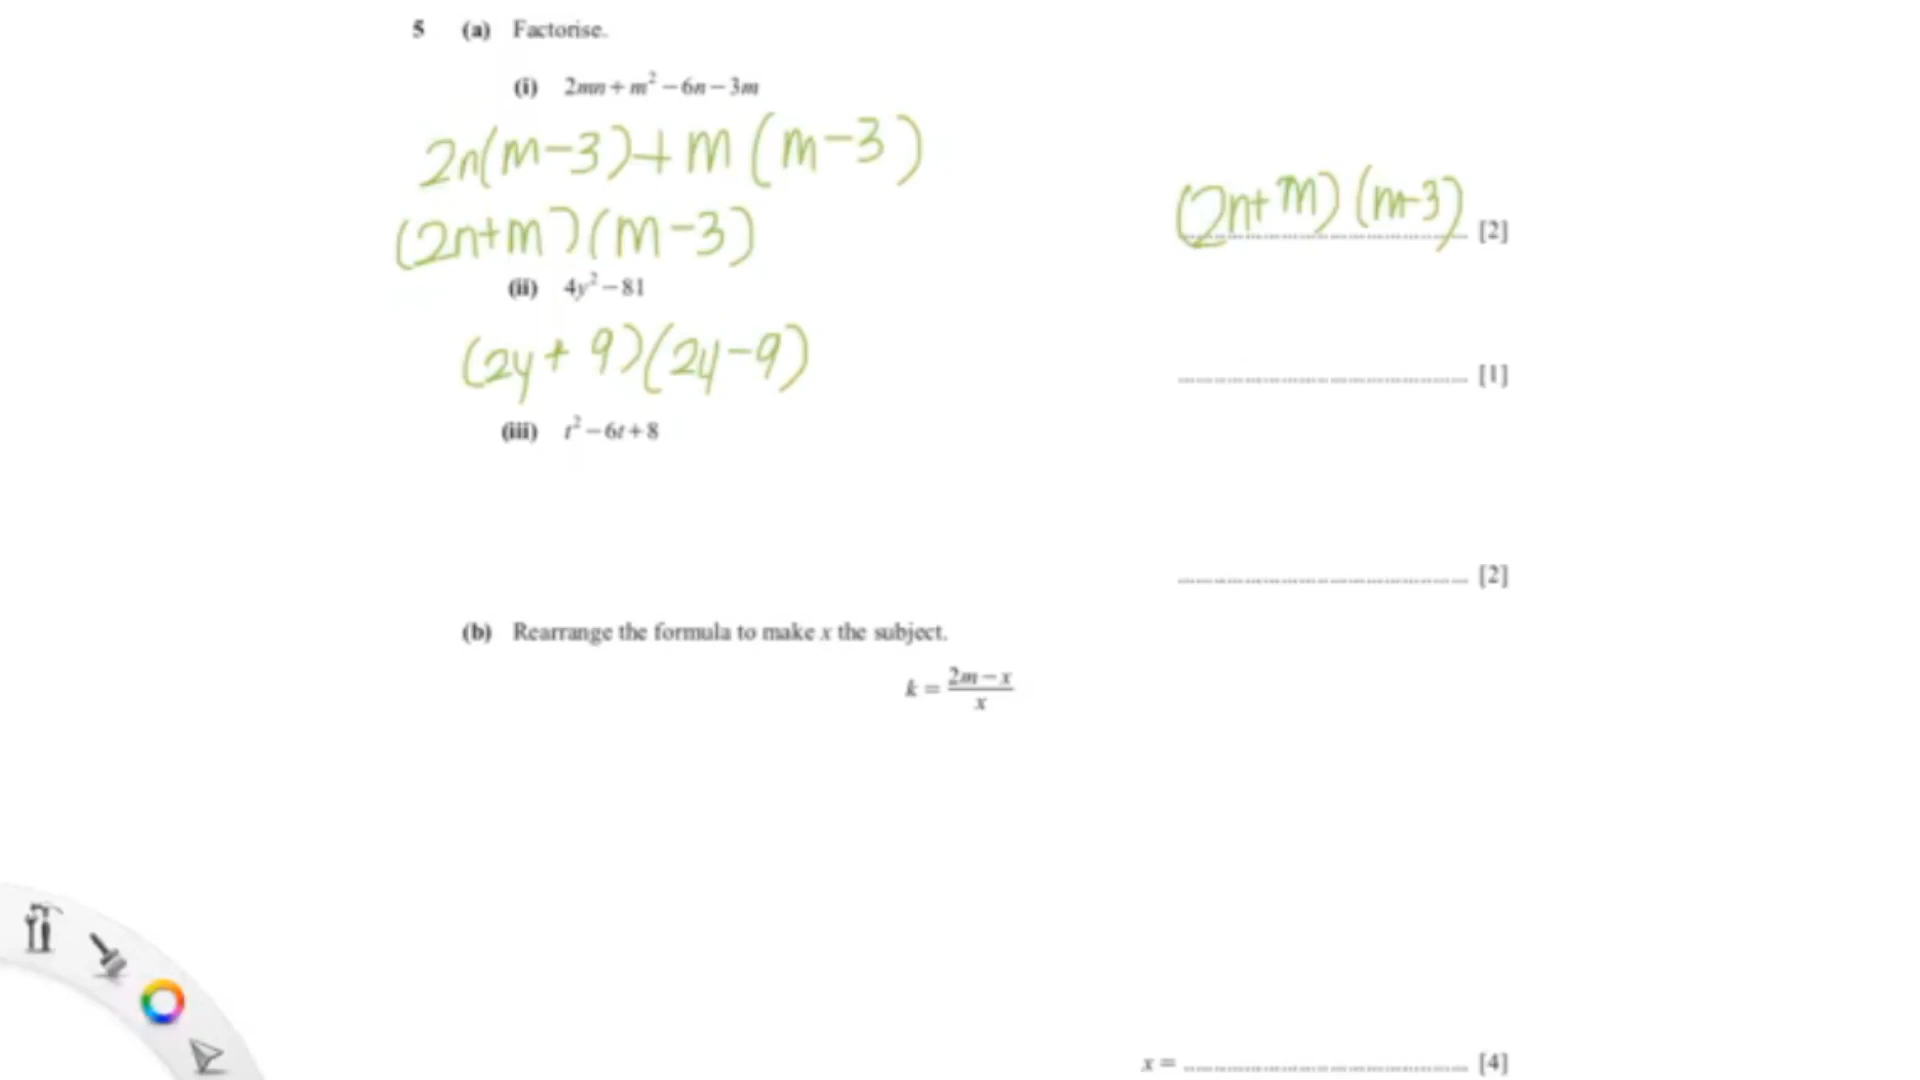 5 (a) Factorise.
(i) 2mn + m² − 6n − 3m
2n(m−3)+m(m−3)
(2n+m)(m−3)
(2n+m)(m-3) [2]
(ii) 4y² − 81
(2y+9)(2y−9)
[1]
(iii) t² − 6t + 8
[2]
(b) Rearrange the formula to make x the subject.
k = (2m − x)/x
x = [4]